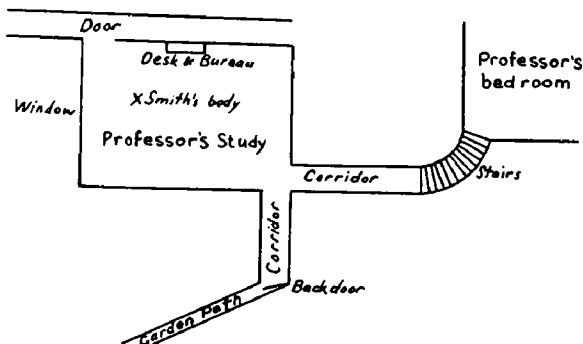 Door
Desk & Bureau
Professor's
bed room
Window
X Smith's body
Professor's Study
Corridor
Stairs
Corridor
Backdoor
Garden Path